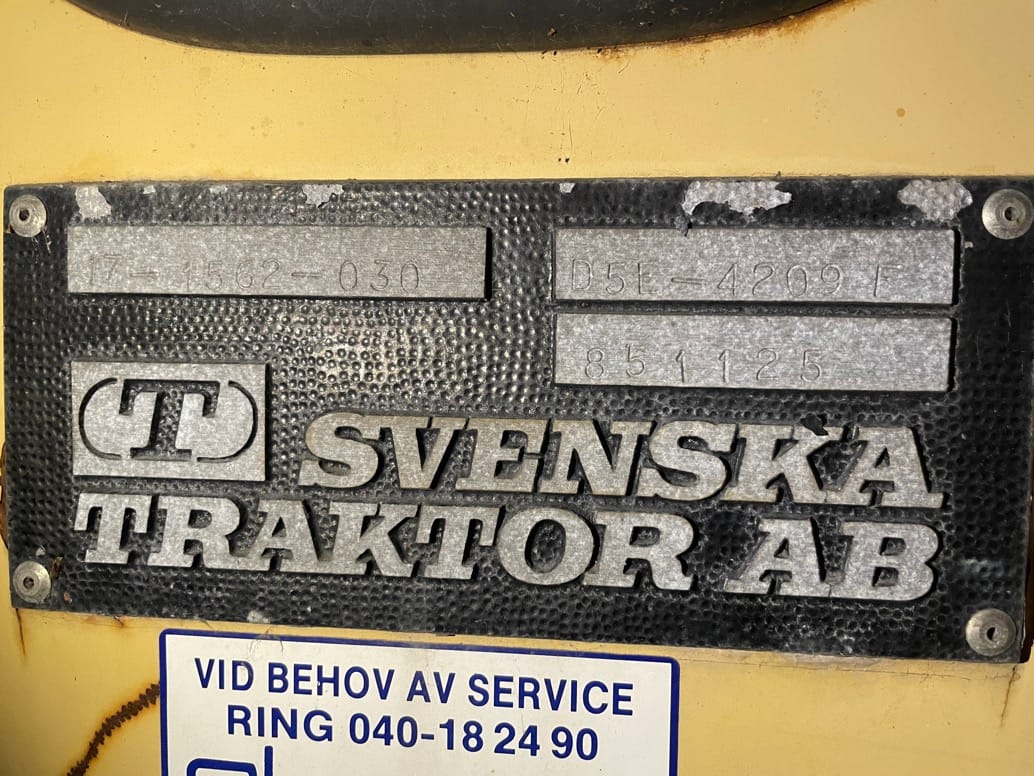 17-1562-030
D5E-4209 F
851125
T SVENSKA
TRAKTOR AB
VID BEHOV AV SERVICE
RING 040-18 24 90